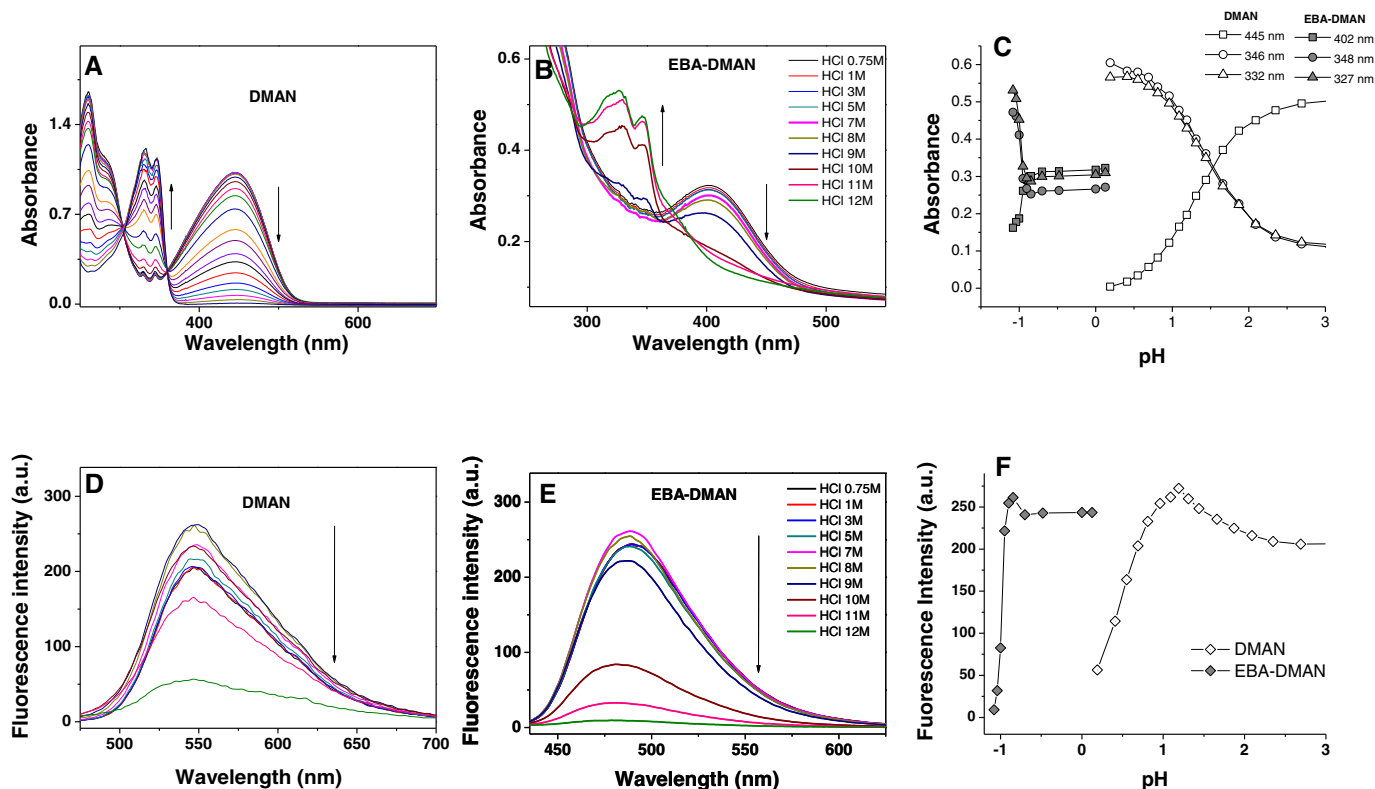 A
DMAN
Absorbance
1.4
0.7
0.0
400
600
Wavelength (nm)
B
EBA-DMAN
Absorbance
0.6
0.4
0.2
300
400
500
Wavelength (nm)
HCl 0.75M
HCl 1M
HCl 3M
HCl 5M
HCl 7M
HCl 8M
HCl 9M
HCl 10M
HCl 11M
HCl 12M
C
DMAN
445 nm
346 nm
332 nm
EBA-DMAN
402 nm
348 nm
327 nm
Absorbance
0.6
0.5
0.4
0.3
0.2
0.1
0.0
-1
0
1
2
3
pH
D
DMAN
Fluorescence intensity (a.u.)
300
200
100
0
500
550
600
650
700
Wavelength (nm)
E
EBA-DMAN
Fluorescence intensity (a.u.)
300
200
100
0
450
500
550
600
Wavelength (nm)
HCl 0.75M
HCl 1M
HCl 3M
HCl 5M
HCl 7M
HCl 8M
HCl 9M
HCl 10M
HCl 11M
HCl 12M
F
Fluorescence Intensity (a.u.)
250
200
150
100
50
0
-1
0
1
2
3
pH
DMAN
EBA-DMAN